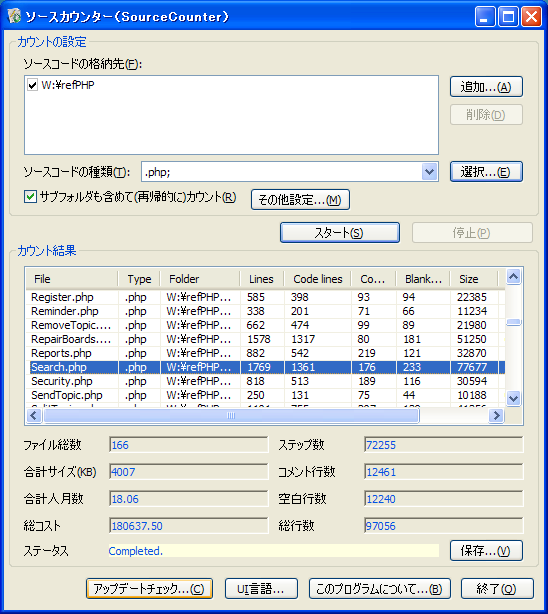 ソースカウンター(SourceCounter)
カウントの設定
ソースコードの格納先(F):
W:¥refPHP
追加...(A)
削除(D)
ソースコードの種類(T):
.php;
選択...(E)
サブフォルダも含めて(再帰的に)カウント(R)
その他設定...(M)
スタート(S)
停止(P)
カウント結果
File Type Folder Lines Code lines Co... Blank... Size
Register.php .php W:¥refPHP... 585 398 93 94 22385
Reminder.php .php W:¥refPHP... 338 201 71 66 11234
RemoveTopic.... .php W:¥refPHP... 662 474 99 89 21980
RepairBoards.... .php W:¥refPHP... 1578 1317 80 181 51250
Reports.php .php W:¥refPHP... 882 542 219 121 32870
Search.php .php W:¥refPHP... 1769 1361 176 233 77677
Security.php .php W:¥refPHP... 818 513 189 116 30594
SendTopic.php .php W:¥refPHP... 250 131 75 44 10188
ファイル総数 166
ステップ数 72255
合計サイズ(KB) 4007
コメント行数 12461
合計人月数 18.06
空白行数 12240
総コスト 180637.50
総行数 97056
ステータス Completed.
保存...(V)
アップデートチェック...(C)
UI言語...
このプログラムについて...(B)
終了(Q)